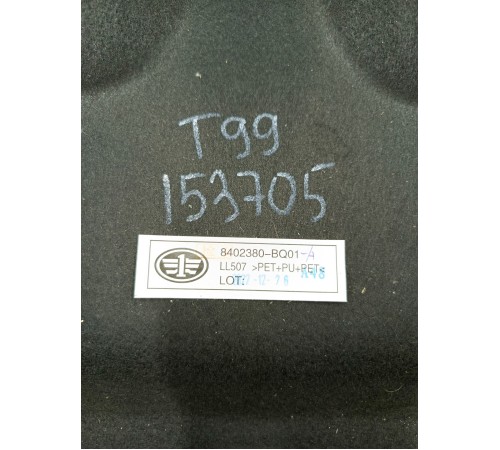 T99
153705
8402380-BQ01-A
LL507 >PET+PU+PET<
LOT: